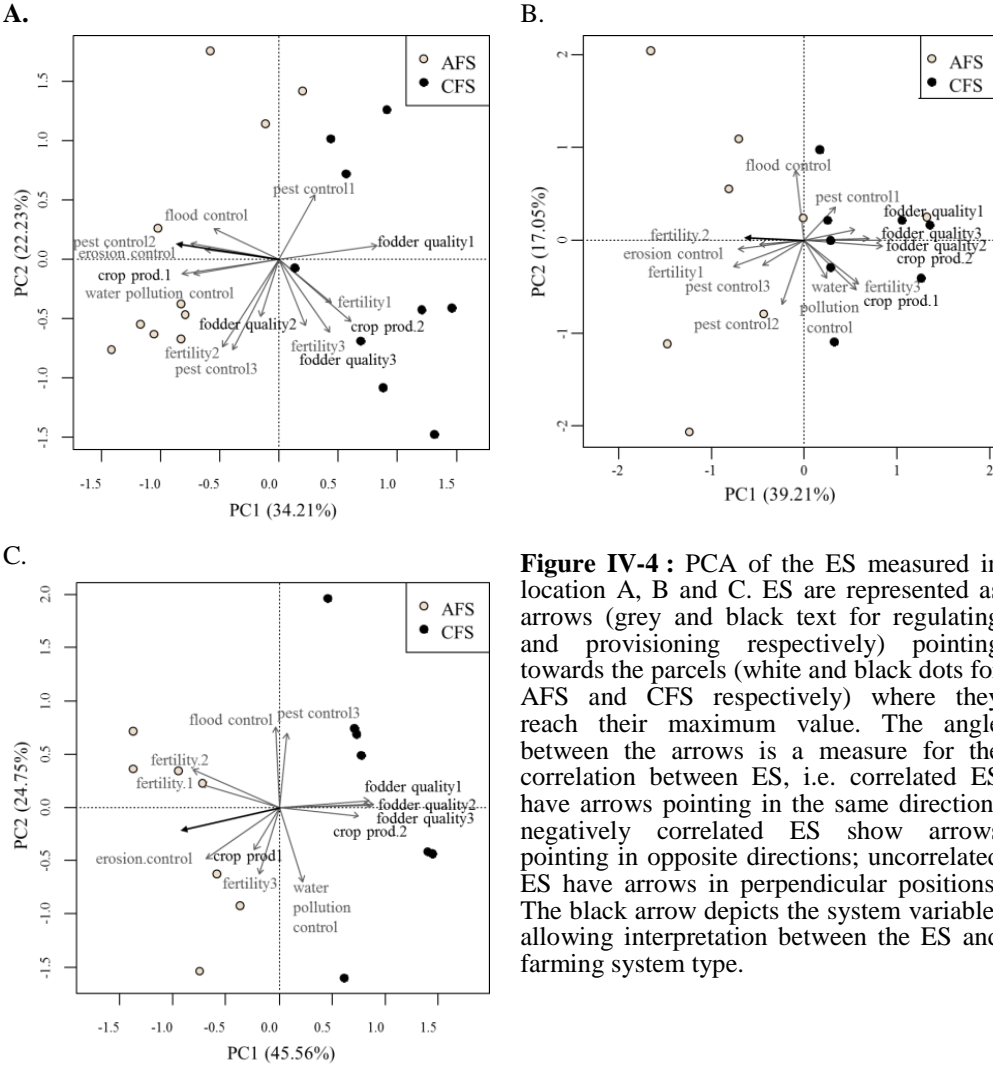 A.
AFS
CFS
1.5
1.0
0.5
0.0
-0.5
-1.0
-1.5
PC2 (22.23%)
pest control1
flood control
pest control2
erosion control
fodder quality1
crop prod.1
water pollution control
fertility1
fodder quality2
crop prod.2
fertility2
fertility3
pest control3
fodder quality3
-1.5 -1.0 -0.5 0.0 0.5 1.0 1.5
PC1 (34.21%)
B.
AFS
CFS
2
1
0
-1
-2
PC2 (17.05%)
flood control
pest control1
fodder quality1
fertility.2
fodder quality3
erosion control
fodder quality2
crop prod.2
fertility1
pest control3
water
pollution
control
fertility3
crop prod.1
pest control2
-2 -1 0 1 2
PC1 (39.21%)
C.
AFS
CFS
2.0
1.5
1.0
0.5
0.0
-0.5
-1.0
-1.5
PC2 (24.75%)
flood control
pest control3
fertility.2
fertility.1
fodder quality1
fodder quality2
fodder quality3
crop prod.2
erosion.control
crop prod1
fertility3
water
pollution
control
-1.5 -1.0 -0.5 0.0 0.5 1.0 1.5
PC1 (45.56%)
Figure IV-4 : PCA of the ES measured in
location A, B and C. ES are represented as
arrows (grey and black text for regulating
and provisioning respectively) pointing
towards the parcels (white and black dots fo
AFS and CFS respectively) where they
reach their maximum value. The angle
between the arrows is a measure for the
correlation between ES, i.e. correlated ES
have arrows pointing in the same direction
negatively correlated ES show arrows
pointing in opposite directions; uncorrelated
ES have arrows in perpendicular positions
The black arrow depicts the system variable
allowing interpretation between the ES and
farming system type.